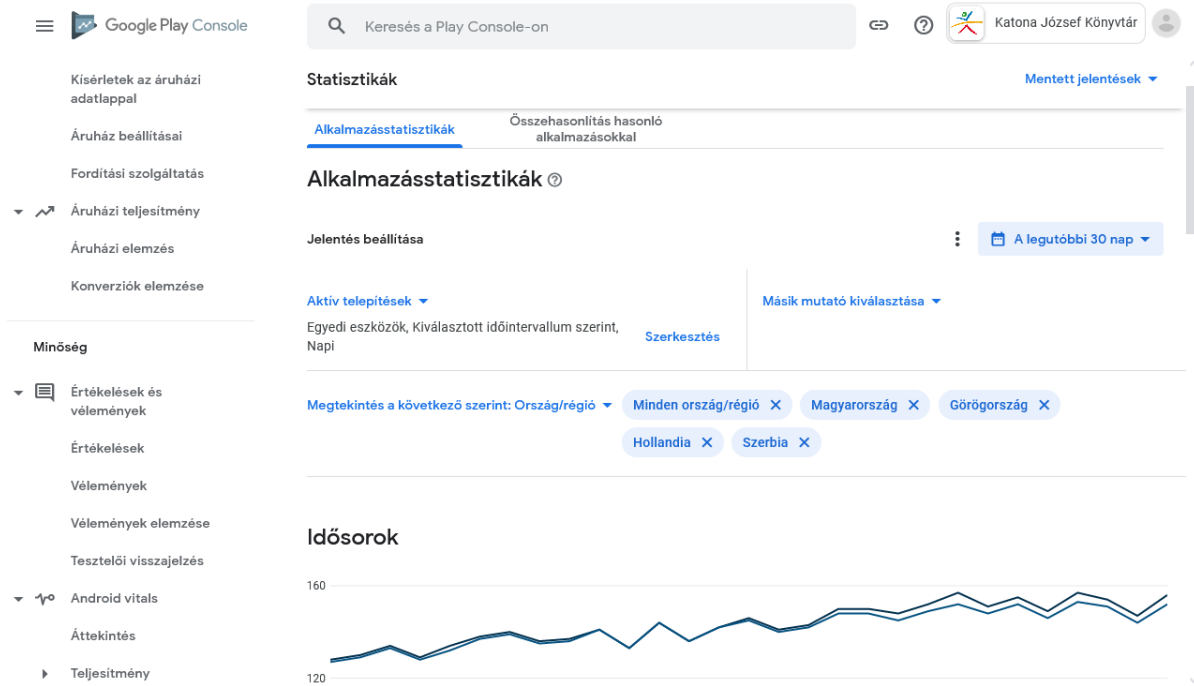 Google Play Console
Keresés a Play Console-on
Katona József Könyvtár
Kísérletek az áruházi
adatlappal
Áruház beállításai
Fordítási szolgáltatás
Áruházi teljesítmény
Áruházi elemzés
Konverziók elemzése
Minőség
Értékelések és
vélemények
Értékelések
Vélemények
Vélemények elemzése
Tesztelői visszajelzés
Android vitals
Áttekintés
Teljesítmény
Statisztikák
Mentett jelentések
Alkalmazásstatisztikák
Összehasonlítás hasonló
alkalmazásokkal
Alkalmazásstatisztikák
Jelentés beállítása
A legutóbbi 30 nap
Aktív telepítések
Egyedi eszközök, Kiválasztott időintervallum szerint,
Napi
Szerkesztés
Másik mutató kiválasztása
Megtekintés a következő szerint: Ország/régió
Minden ország/régió
Magyarország
Görögország
Hollandia
Szerbia
Idősorok
160
120